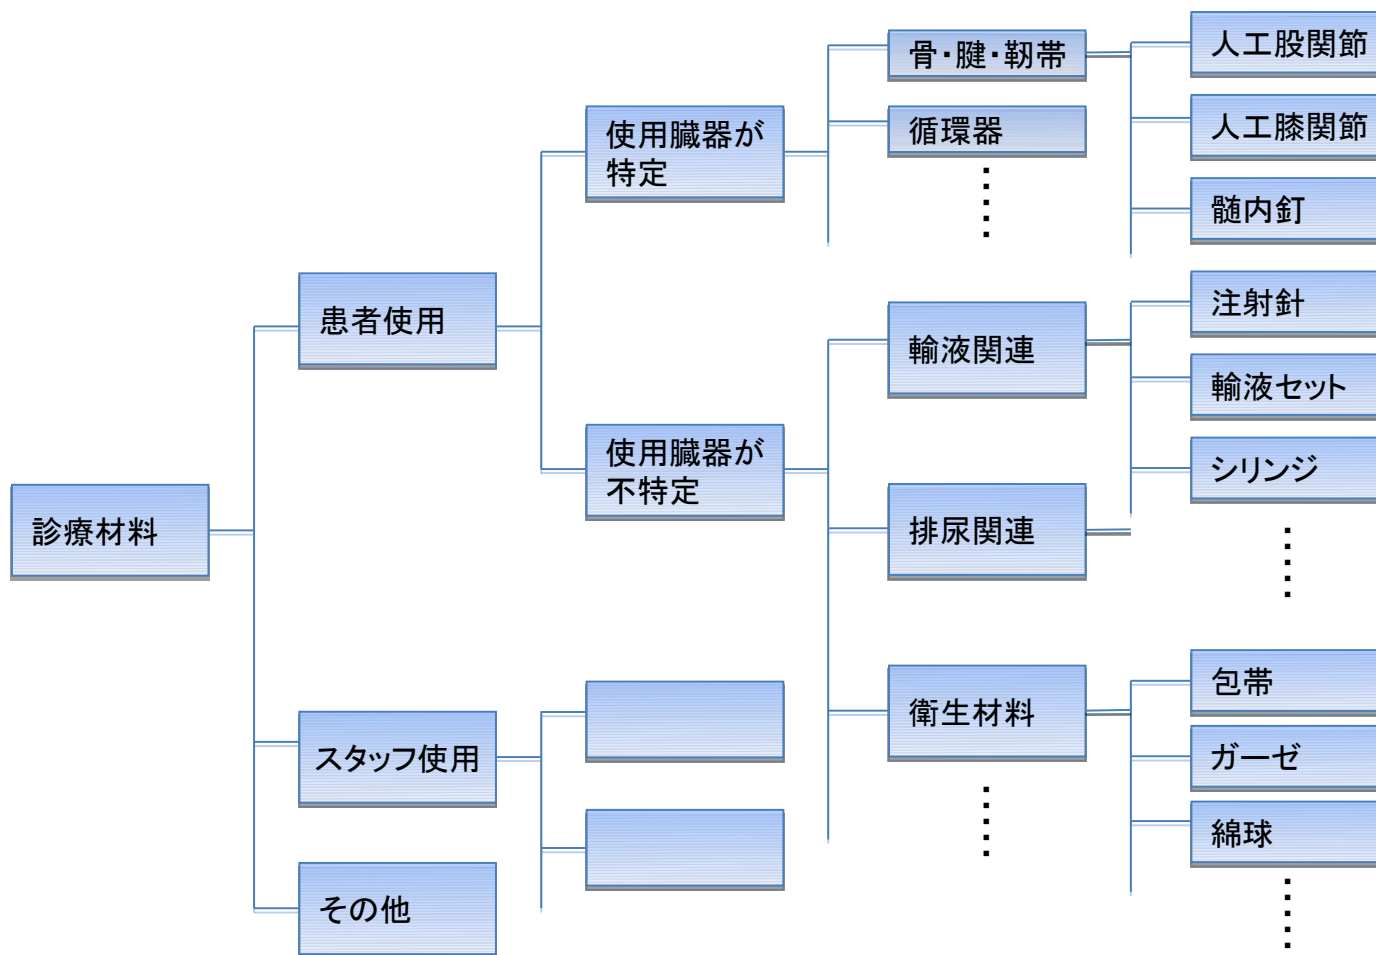 診療材料
患者使用
スタッフ使用
その他
使用臓器が
特定
使用臓器が
不特定
骨・腱・靭帯
循環器
輸液関連
排尿関連
衛生材料
人工股関節
人工膝関節
髄内釘
注射針
輸液セット
シリンジ
包帯
ガーゼ
綿球